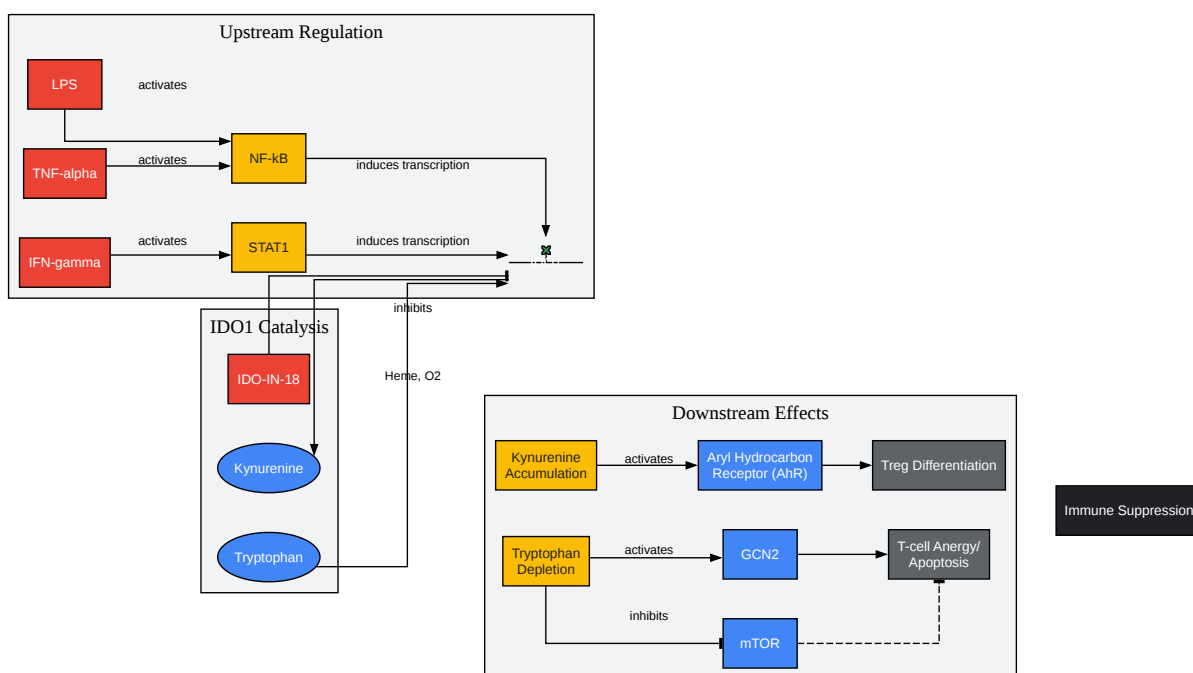 Upstream Regulation
LPS
activates
TNF-alpha
activates
NF-kB
induces transcription
IFN-gamma
activates
STAT1
induces transcription
inhibits
IDO1 Catalysis
IDO-IN-18
Heme, O2
Kynurenine
Tryptophan
Downstream Effects
Kynurenine
Accumulation
activates
Aryl Hydrocarbon
Receptor (AhR)
Treg Differentiation
Immune Suppression
Tryptophan
Depletion
activates
GCN2
T-cell Anergy/
Apoptosis
inhibits
mTOR